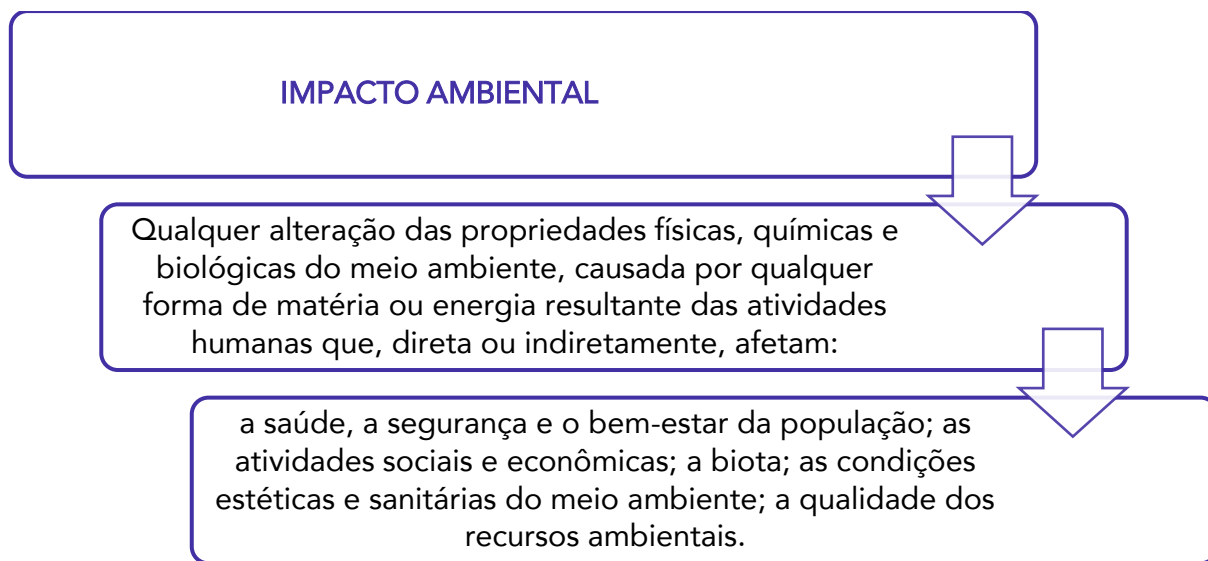 IMPACTO AMBIENTAL
Qualquer alteração das propriedades físicas, químicas e
biológicas do meio ambiente, causada por qualquer
forma de matéria ou energia resultante das atividades
humanas que, direta ou indiretamente, afetam:
a saúde, a segurança e o bem-estar da população; as
atividades sociais e econômicas; a biota; as condições
estéticas e sanitárias do meio ambiente; a qualidade dos
recursos ambientais.